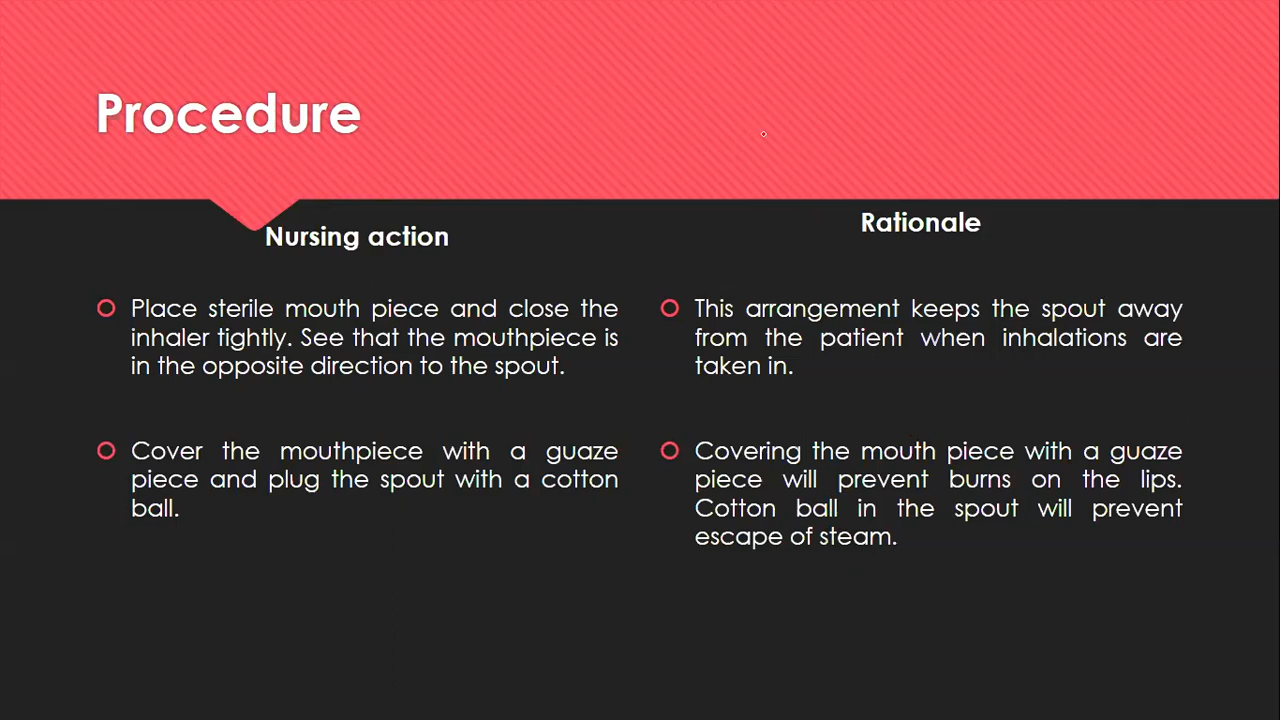 Procedure
Nursing action
Place sterile mouth piece and close the
inhaler tightly. See that the mouthpiece is
in the opposite direction to the spout.
Cover the mouthpiece with a guaze
piece and plug the spout with a cotton
ball.
Rationale
This arrangement keeps the spout away
from the patient when inhalations are
taken in.
Covering the mouth piece with a guaze
piece will prevent burns on the lips.
Cotton ball in the spout will prevent
escape of steam.